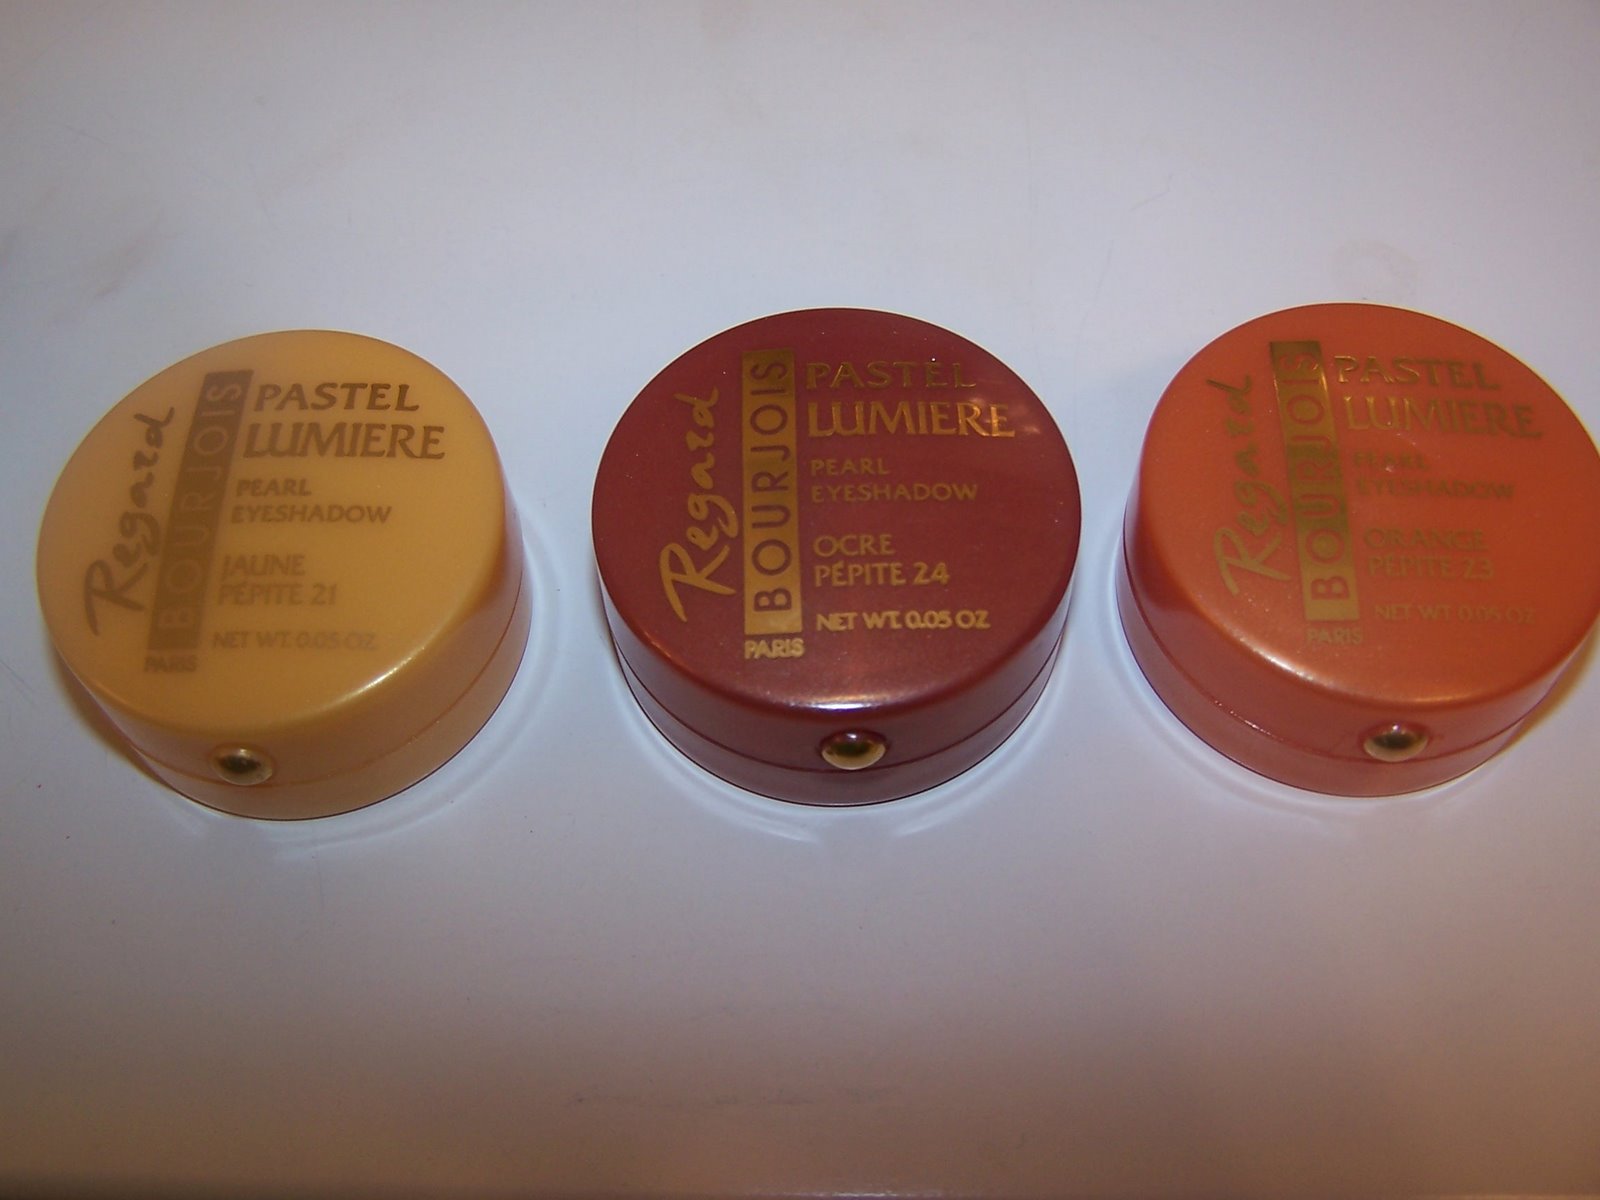 Regard
BOURJOIS
PARIS
PASTEL
LUMIERE
PEARL
EYESHADOW
JAUNE
PÉPITE 21
NET WT. 0.05 OZ
Regard
BOURJOIS
PARIS
PASTEL
LUMIERE
PEARL
EYESHADOW
OCRE
PÉPITE 24
NET WT. 0.05 OZ
Regard
BOURJOIS
PARIS
PASTEL
LUMIERE
PEARL
EYESHADOW
ORANGE
PÉPITE 23
NET WT. 0.05 OZ